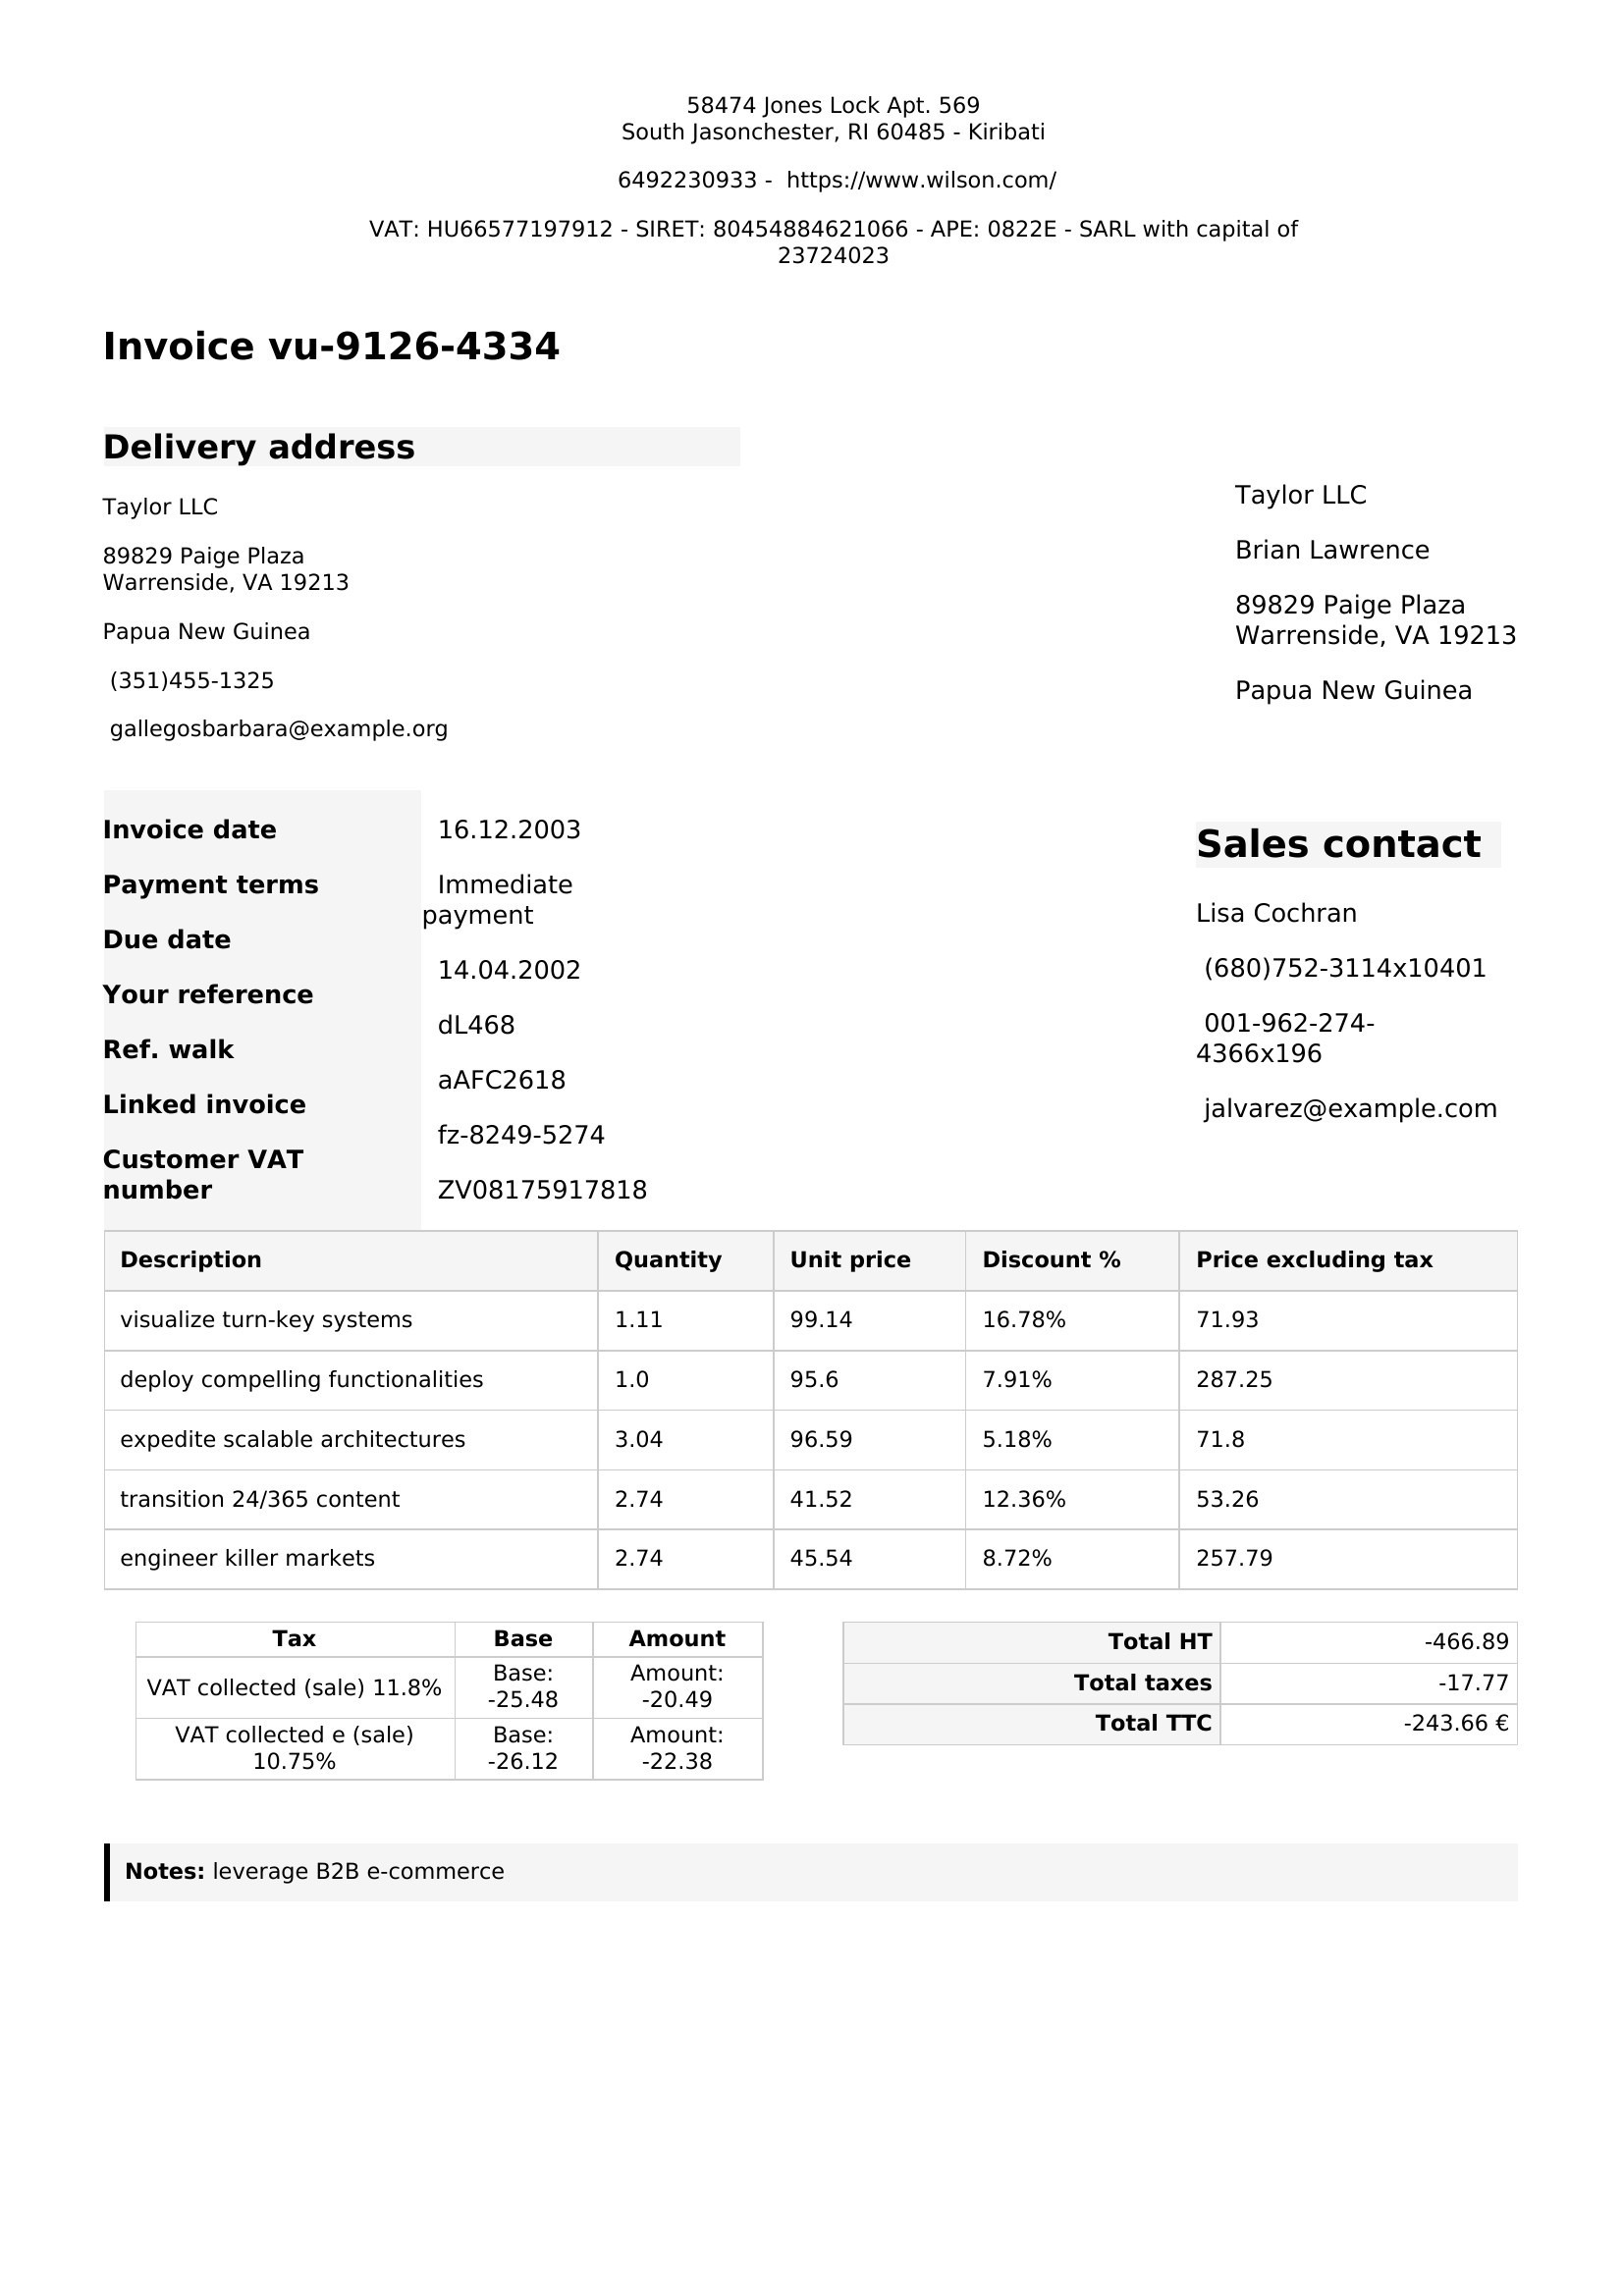 58474 Jones Lock Apt. 569
South Jasonchester, RI 60485 - Kiribati
6492230933 - https://www.wilson.com/
VAT: HU66577197912 - SIRET: 80454884621066 - APE: 0822E - SARL with capital of
23724023
Invoice vu-9126-4334
Delivery address
Taylor LLC
89829 Paige Plaza
Warrenside, VA 19213
Papua New Guinea
(351)455-1325
gallegosbarbara@example.org
Taylor LLC
Brian Lawrence
89829 Paige Plaza
Warrenside, VA 19213
Papua New Guinea
Invoice date
Payment terms
Due date
Your reference
Ref. walk
Linked invoice
Customer VAT
number
16.12.2003
Immediate
payment
14.04.2002
dL468
aAFC2618
fz-8249-5274
ZV08175917818
Sales contact
Lisa Cochran
(680)752-3114x10401
001-962-274-
4366x196
jalvarez@example.com
Description Quantity Unit price Discount % Price excluding tax
visualize turn-key systems 1.11 99.14 16.78% 71.93
deploy compelling functionalities 1.0 95.6 7.91% 287.25
expedite scalable architectures 3.04 96.59 5.18% 71.8
transition 24/365 content 2.74 41.52 12.36% 53.26
engineer killer markets 2.74 45.54 8.72% 257.79
Tax Base Amount
VAT collected (sale) 11.8% Base: -25.48 Amount: -20.49
VAT collected e (sale) 10.75% Base: -26.12 Amount: -22.38
Total HT -466.89
Total taxes -17.77
Total TTC -243.66 €
Notes: leverage B2B e-commerce